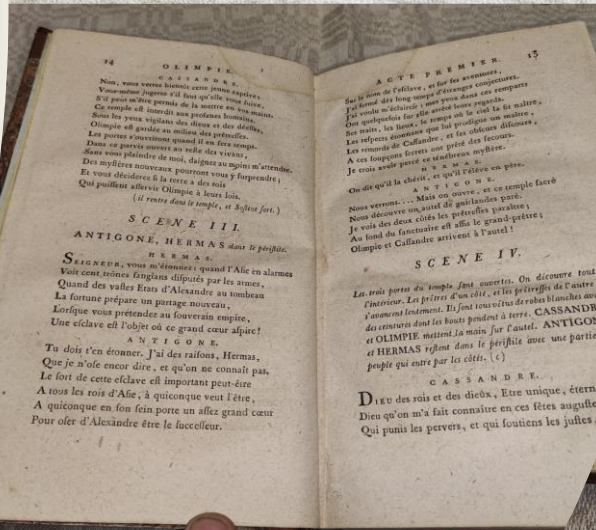 14 OLIMPIE.
CASSANDRE.
Non, vous verrez bientôt cette jeune captive;
Vous-même jugerez s'il faut qu'elle vous suive,
S'il peut m'être permis de la mettre en vos mains.
Ce temple est interdit aux profanes humains.
Sous les yeux vigilans des dieux et des déesses,
Olimpie est gardée au milieu des prêtresses.
Les portes s'ouvriront quand il en sera temps.
Dans ce parvis ouvert au reste des vivans,
Sans vous plaindre de moi, daignez au moins m'attendre.
Des mystères nouveaux pourront vous y surprendre;
Et vous déciderez si la terre a des rois
Qui puissent asservir Olimpie à leurs lois.
(il rentre dans le temple, et Sostène sort.)
SCENE III.
ANTIGONE, HERMAS dans le péristile.
HERMAS.
SEIGNEUR, vous m'étonnez: quand l'Asie en alarmes
Voit cent trônes sanglans disputés par les armes,
Quand des vastes Etats d'Alexandre au tombeau
La fortune prépare un partage nouveau,
Lorsque vous prétendez au souverain empire,
Une esclave est l'objet où ce grand cœur aspire!
ANTIGONE.
Tu dois t'en étonner. J'ai des raisons, Hermas,
Que je n'ose encor dire, et qu'on ne connaît pas,
Le sort de cette esclave est important peut-être
A tous les rois d'Asie, à quiconque veut l'être,
A quiconque en son sein porte un assez grand cœur
Pour oser d'Alexandre être le successeur.
ACTE PREMIER. 15
Sur le nom de l'esclave, et sur ses aventures,
J'ai formé dès long temps d'étranges conjectures.
J'ai voulu m'éclaircir; mes yeux dans ces remparts
Ont quelquefois sur elle arrêté leurs regards.
Ses traits, les lieux, le temps où le ciel la fit naître,
Les respects étonnans que lui prodigue un maître,
Les remords de Cassandre, et ses obscurs discours,
A ces soupçons secrets ont prêté des secours.
Je crois avoir percé ce ténébreux mystère.
HERMAS.
On dit qu'il la chérit, et qu'il l'élève en père.
ANTIGONE.
Nous verrons.... Mais on ouvre, et ce temple sacré
Nous découvre un autel de guirlandes paré.
Je vois des deux côtés les prêtresses paraître;
Au fond du sanctuaire est assis le grand-prêtre;
Olimpie et Cassandre arrivent à l'autel!
SCENE IV.
Les trois portes du temple sont ouvertes. On découvre tout
l'intérieur. Les prêtres d'un côté, et les prêtresses de l'autre
s'avancent lentement. Ils sont tous vêtus de robes blanches avec
des ceintures dont les bouts pendent à terre. CASSANDR
et OLIMPIE mettent la main sur l'autel. ANTIGON
et HERMAS restent dans le péristile avec une partie
peuple qui entre par les côtés. (c)
CASSANDRE.
DIEU des rois et des dieux, Etre unique, étern
Dieu qu'on m'a fait connaître en ces fêtes auguste
Qui punis les pervers, et qui soutiens les justes,